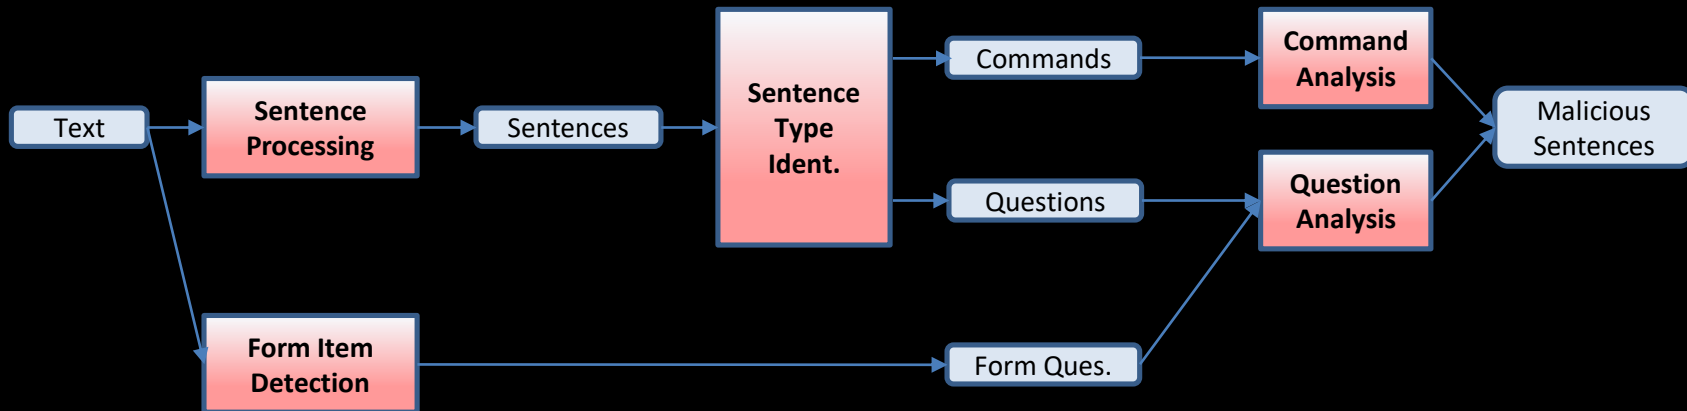 Text
Sentence
Processing
Sentences
Sentence
Type
Ident.
Commands
Questions
Command
Analysis
Question
Analysis
Malicious
Sentences
Form Item
Detection
Form Ques.